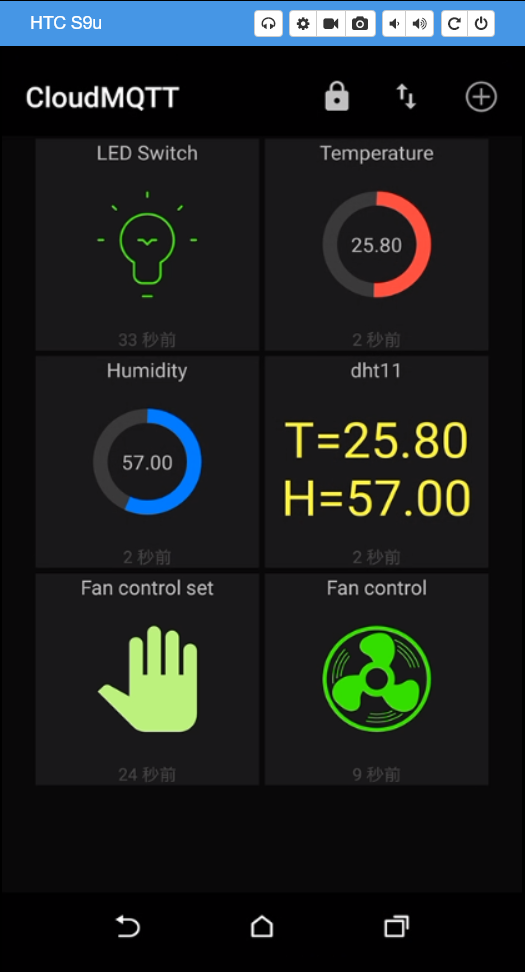 HTC S9u
CloudMQTT
LED Switch
Temperature
25.80
33 秒前
2 秒前
Humidity
dht11
57.00
T=25.80
H=57.00
2 秒前
2 秒前
Fan control set
Fan control
24 秒前
9 秒前